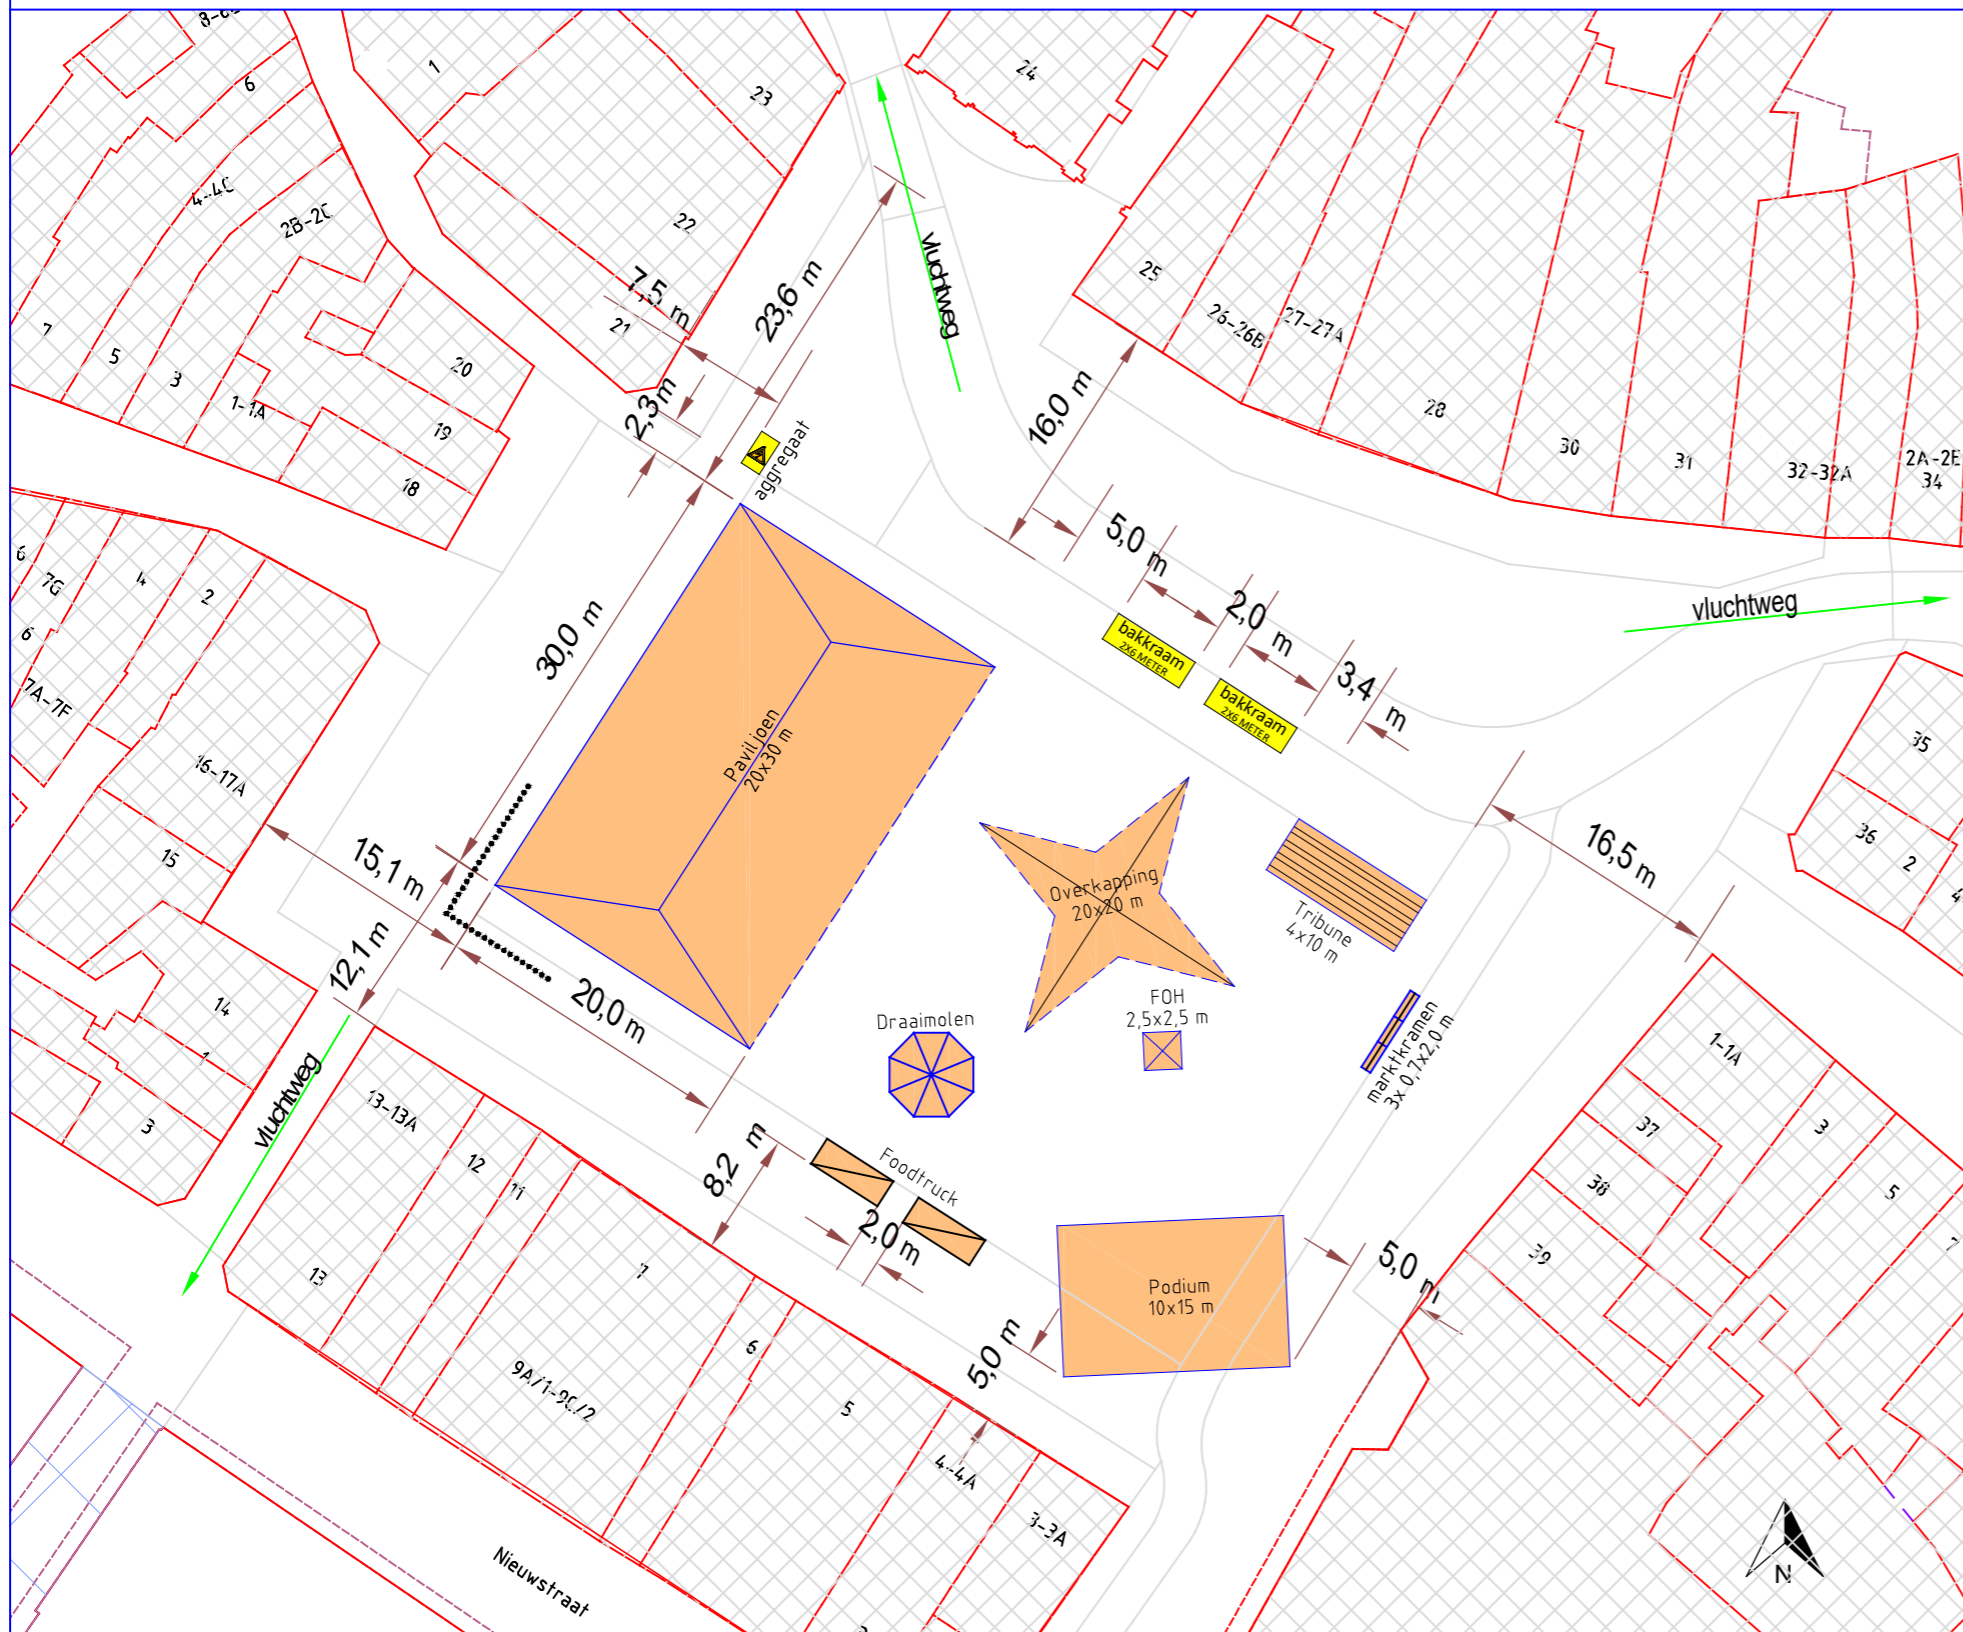 6
1
23
24
4-4C
2B-2C
22
25
26-26B
27-27A
28
30
31
32-32A
2A-2E
34
7
5
3
1-1A
20
19
18
21
7,5 m
23,6 m
2,3 m
vluchtweg
aggregaat
16,0 m
5,0 m
2,0 m
3,4 m
bakkraam
2X6 METER
bakkraam
2X6 METER
vluchtweg
6
7G
4
2
6
7A-7F
16-17A
15
30,0 m
Paviljoen
20x30 m
15,1 m
12,1 m
20,0 m
Overkapping
20x20 m
Tribune
4x10 m
16,5 m
35
36
2
4
14
1
3
vluchtweg
Draaimolen
FOH
2,5x2,5 m
marktkramen
3x 0,7x2,0 m
1-1A
37
3
38
5
39
7
13-13A
12
11
13
7
9A/1-9C/2
6
5
4-4A
3-3A
8,2 m
Foodtruck
2,0 m
Podium
10x15 m
5,0 m
5,0 m
Nieuwstraat
N